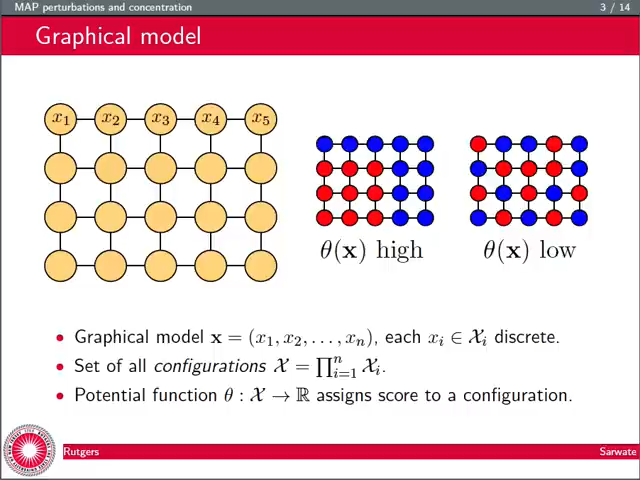 MAP perturbations and concentration
3 / 14
Graphical model
x₁ x₂ x₃ x₄ x₅
θ(x) high
θ(x) low
• Graphical model x = (x₁, x₂, . . . , xₙ), each xᵢ ∈ 𝒳ᵢ discrete.
• Set of all configurations 𝒳 = ∏ⁿᵢ₌₁ 𝒳ᵢ.
• Potential function θ : 𝒳 → ℝ assigns score to a configuration.
Rutgers
Sarwate